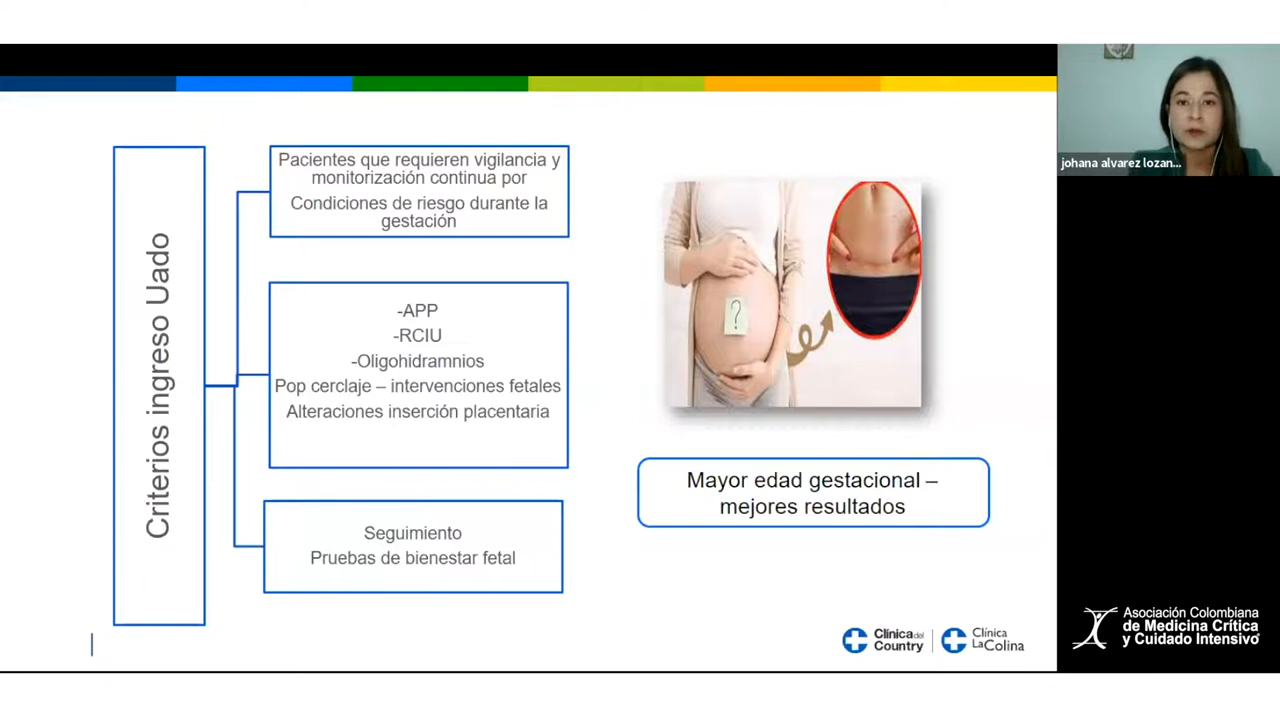 Criterios ingreso Uado
Pacientes que requieren vigilancia y
monitorización continua por
Condiciones de riesgo durante la
gestación
-APP
-RCIU
-Oligohidramnios
Pop cerclaje – intervenciones fetales
Alteraciones inserción placentaria
Seguimiento
Pruebas de bienestar fetal
?
Mayor edad gestacional –
mejores resultados
Clínica del
Country
Clínica
La Colina
johana alvarez lozan...
Asociación Colombiana
de Medicina Crítica
y Cuidado Intensivo